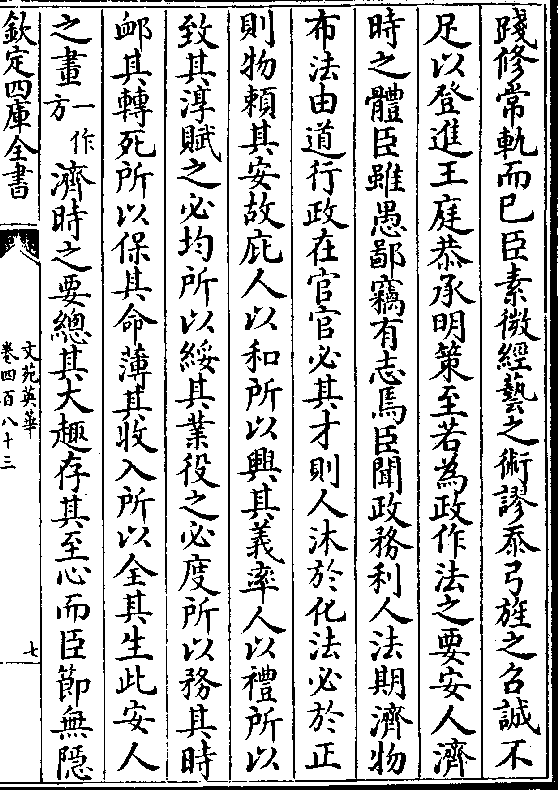 踐修常軌而已臣素微經藝之術謬忝弓旌之召誠不
足以登進王庭恭承明策至若為政作法之要安人濟
時之體臣雖愚鄙竊有志焉臣聞政務利人法期濟物
布法由道行政在官官必其才則人沐於化法必於正
則物賴其安故庇人以和所以興其義率人以禮所以
致其淳賦之必均所以綏其業役之必度所以務其時
邮其轉死所以保其命薄其收入所以全其生此安人
之畫一作方濟時之要總其大趣存其至心而臣節無隱
欽定四庫全書
文苑英華
卷四百八十三
七